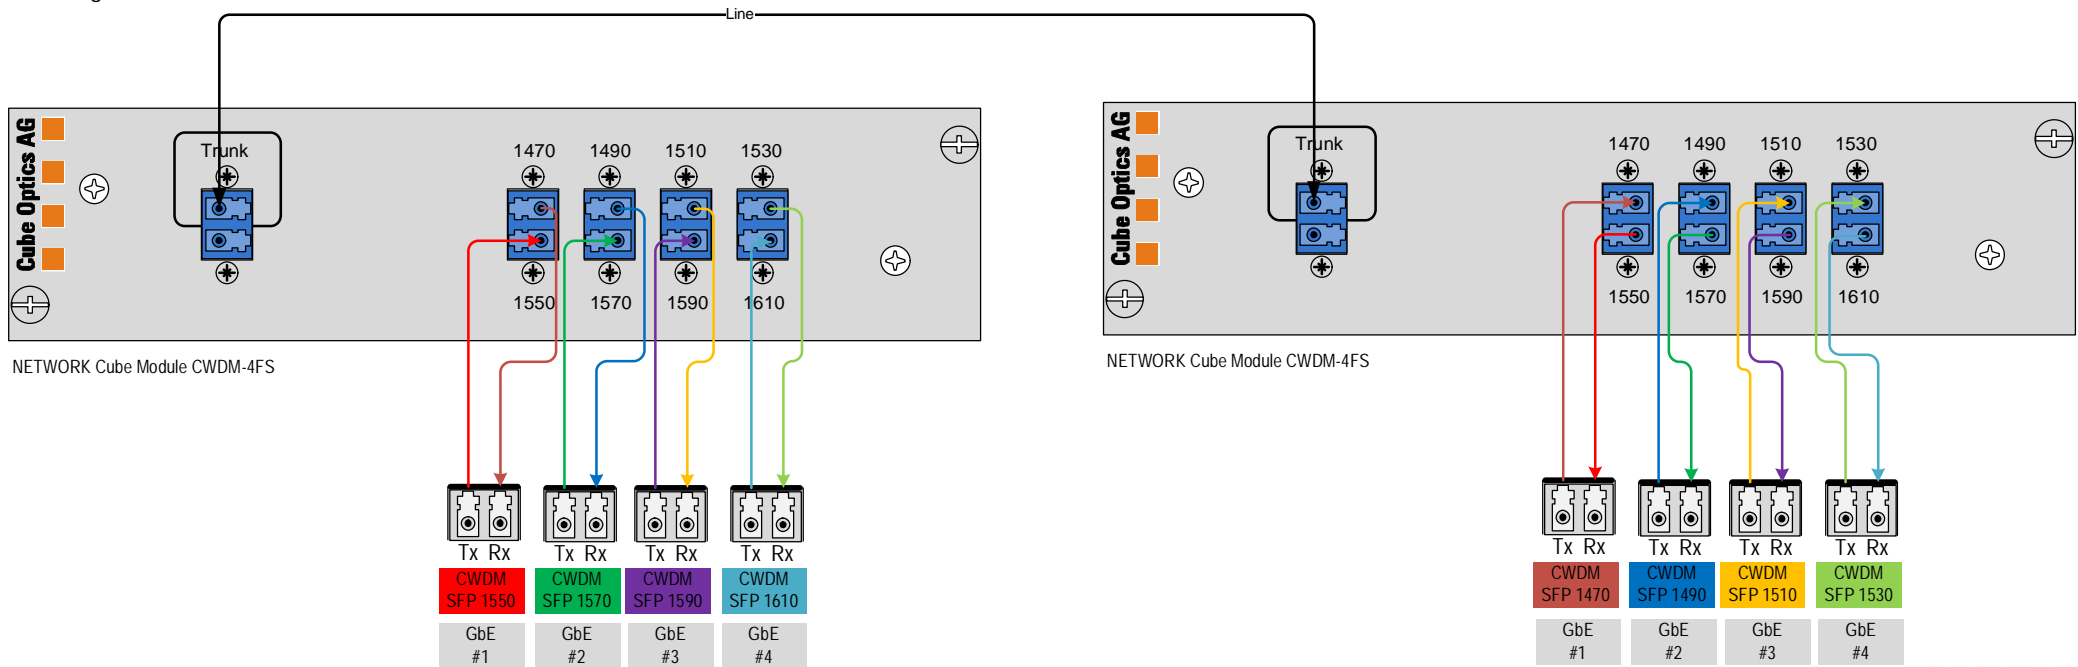 Line
Cube Optics AG
Trunk
1470 1490 1510 1530
1550 1570 1590 1610
NETWORK Cube Module CWDM-4FS
Tx Rx Tx Rx Tx Rx Tx Rx
CWDM
SFP 1550
CWDM
SFP 1570
CWDM
SFP 1590
CWDM
SFP 1610
GbE
#1
GbE
#2
GbE
#3
GbE
#4
Cube Optics AG
Trunk
1470 1490 1510 1530
1550 1570 1590 1610
NETWORK Cube Module CWDM-4FS
Tx Rx Tx Rx Tx Rx Tx Rx
CWDM
SFP 1470
CWDM
SFP 1490
CWDM
SFP 1510
CWDM
SFP 1530
GbE
#1
GbE
#2
GbE
#3
GbE
#4